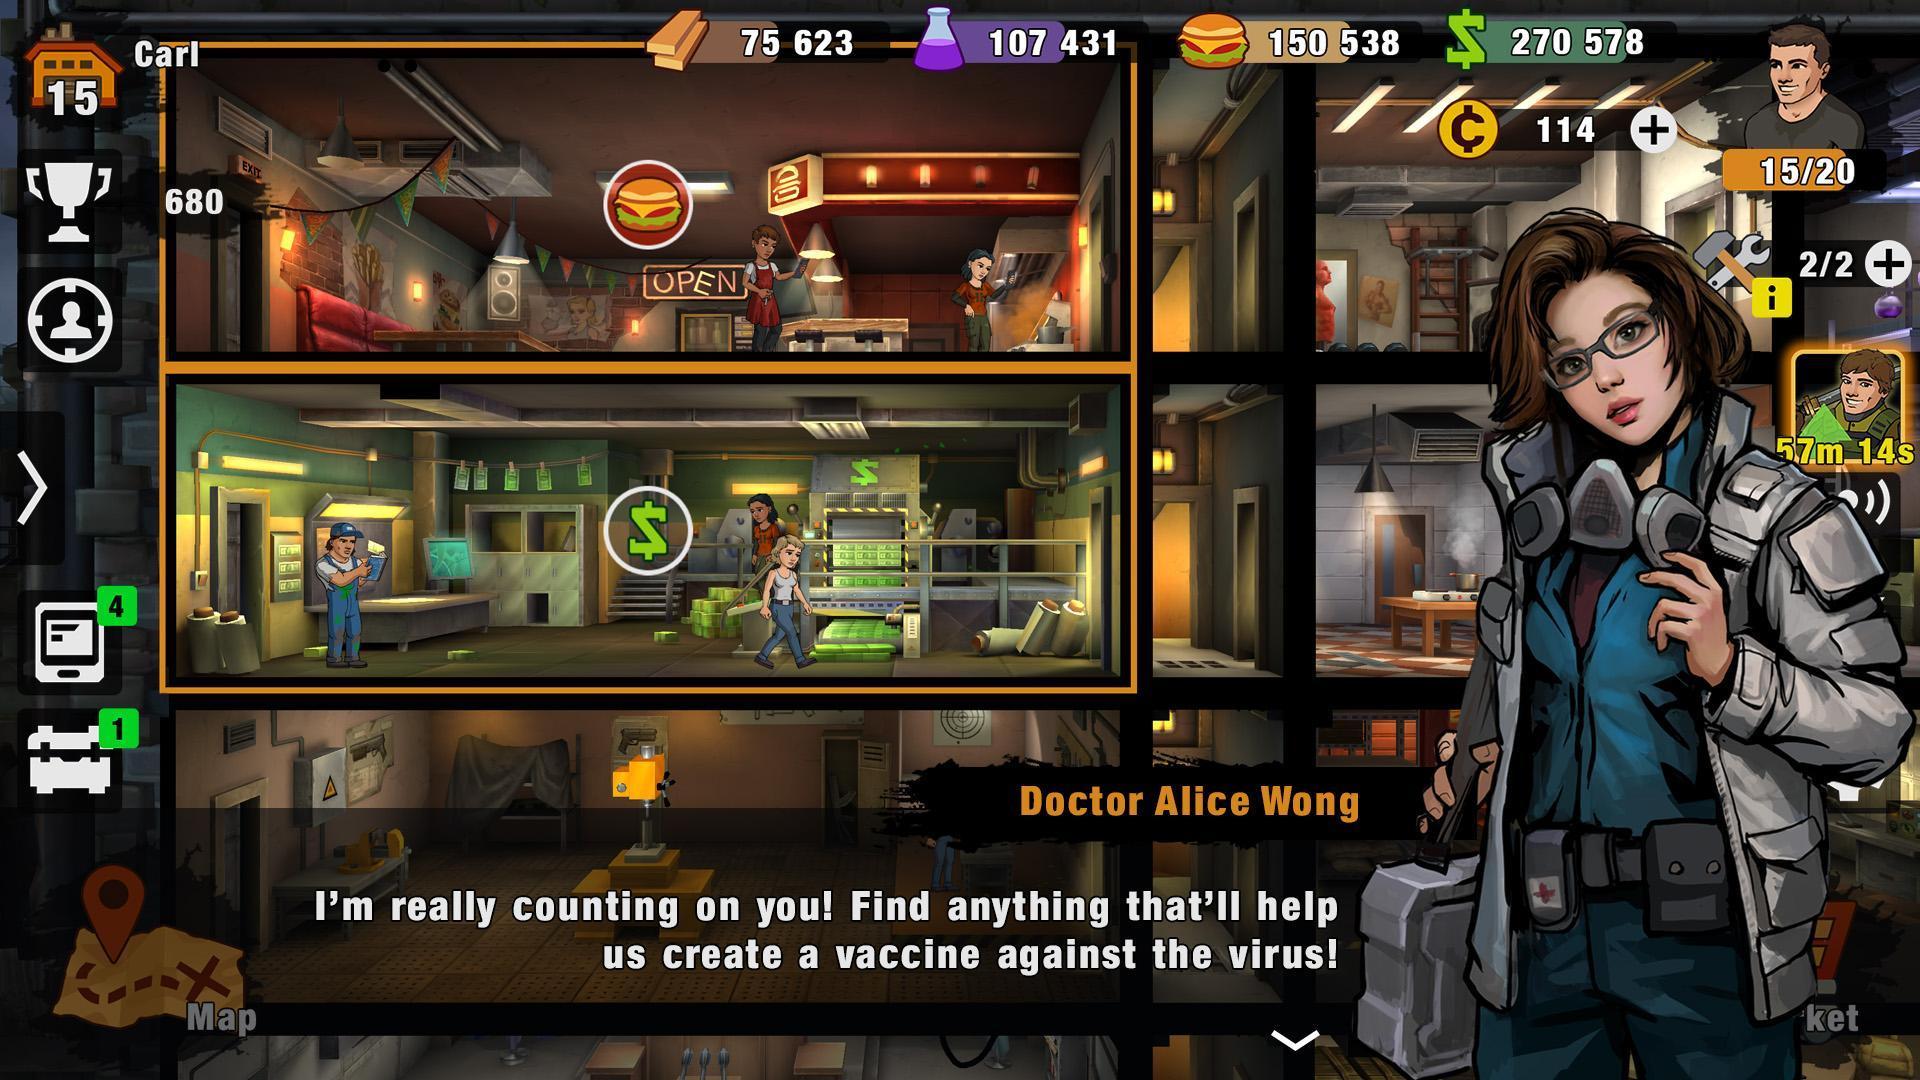 Carl
75 623
107 431
150 538
270 578
15
114
15/20
EXIT
680
2/2
i
OPEN
57m 14s
4
1
Doctor Alice Wong
I'm really counting on you! Find anything that'll help
us create a vaccine against the virus!
Map
ket